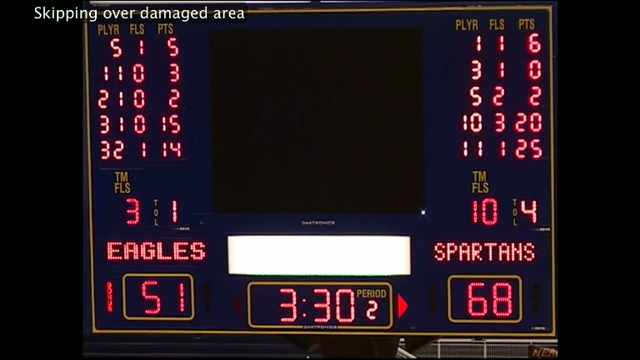 Skipping over damaged area
PLYR FLS PTS
5 1 5
11 0 3
21 0 2
31 0 15
32 1 14
TM FLS
3 TOL 1
EAGLES
51
DAKTRONICS
3:30 PERIOD 2
DAKTRONICS
PLYR FLS PTS
1 1 6
3 1 0
5 2 2
10 3 20
11 1 25
TM FLS
10 TOL 4
SPARTANS
68